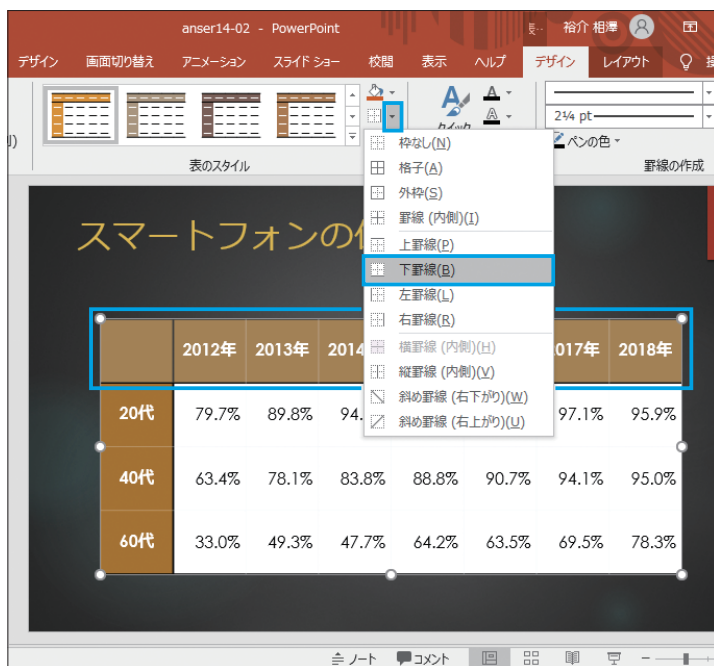 anser14-02 - PowerPoint
裕介 相澤
デザイン 画面切り替え アニメーション スライド ショー 校閲 表示 ヘルプ デザイン レイアウト
2¼ pt
ペンの色
表のスタイル
罫線の作成
枠なし(N)
格子(A)
外枠(S)
罫線 (内側)(I)
上罫線(P)
下罫線(B)
左罫線(L)
右罫線(R)
横罫線 (内側)(H)
縦罫線 (内側)(V)
斜め罫線 (右下がり)(W)
斜め罫線 (右上がり)(U)
スマートフォンの
2012年 2013年 2014 017年 2018年
20代 79.7% 89.8% 94. 97.1% 95.9%
40代 63.4% 78.1% 83.8% 88.8% 90.7% 94.1% 95.0%
60代 33.0% 49.3% 47.7% 64.2% 63.5% 69.5% 78.3%
ノート コメント